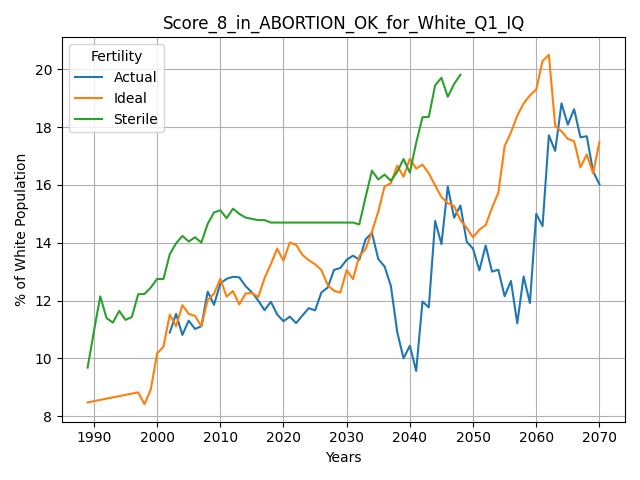 Score_8_in_ABORTION_OK_for_White_Q1_IQ
Fertility
Actual
Ideal
Sterile
% of White Population
20
18
16
14
12
10
8
1990 2000 2010 2020 2030 2040 2050 2060 2070
Years